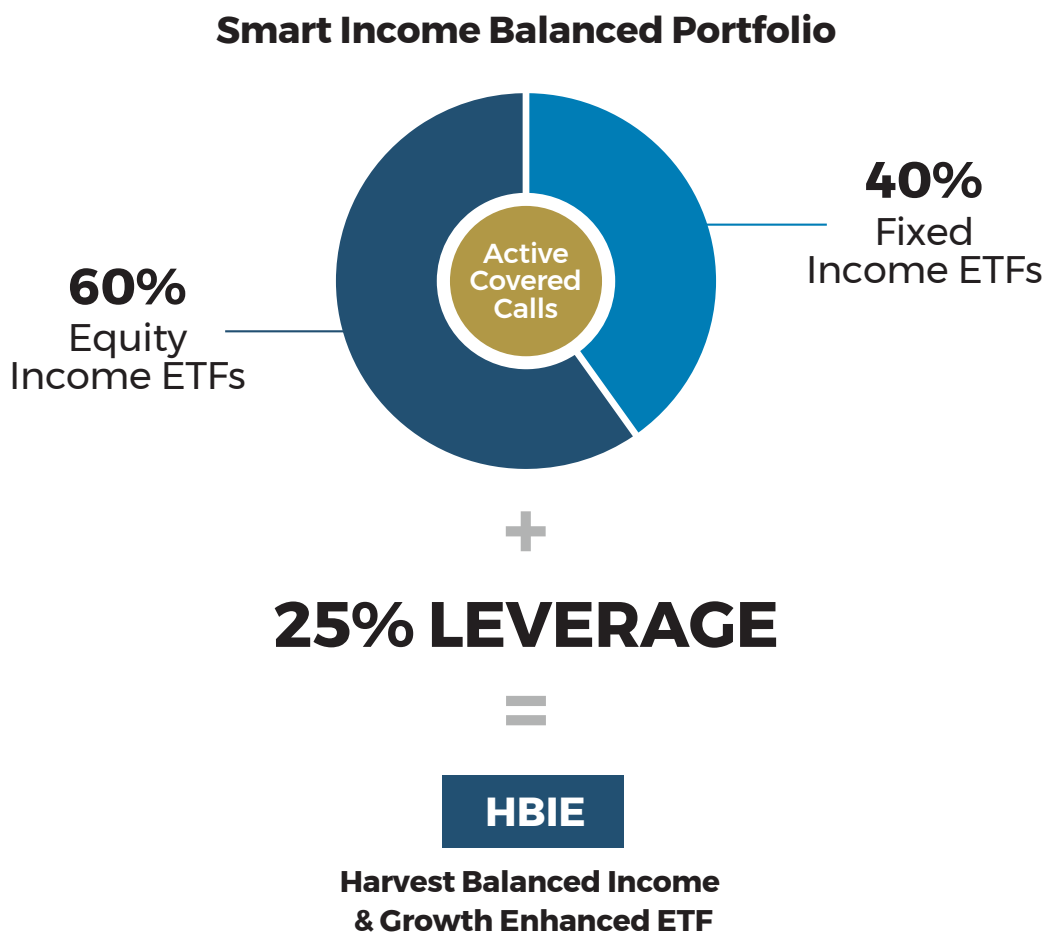 Smart Income Balanced Portfolio
40%
Fixed
Income ETFs
Active
Covered
Calls
60%
Equity
Income ETFs
+
25% LEVERAGE
=
HBIE
Harvest Balanced Income
& Growth Enhanced ETF